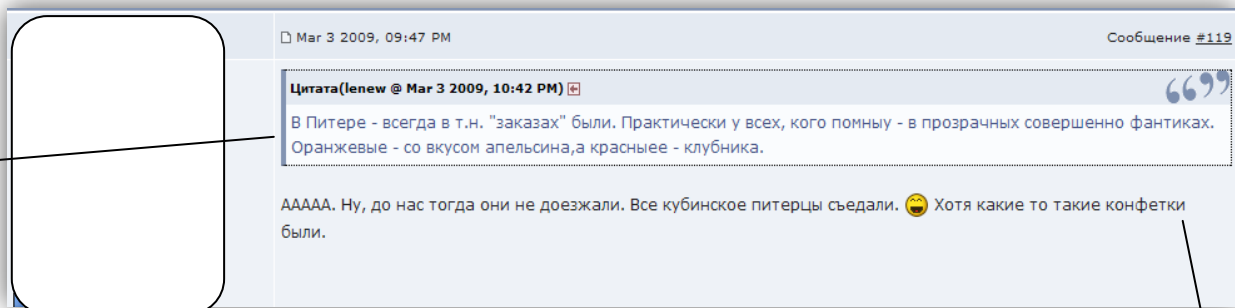 Mar 3 2009, 09:47 PM
Сообщение #119
Цитата(lenew @ Mar 3 2009, 10:42 PM)
В Питере - всегда в т.н. "заказах" были. Практически у всех, кого помныу - в прозрачных совершенно фантиках.
Оранжевые - со вкусом апельсина,а красныее - клубника.
ААААА. Ну, до нас тогда они не доезжали. Все кубинское питерцы съедали. Хотя какие то такие конфетки
были.